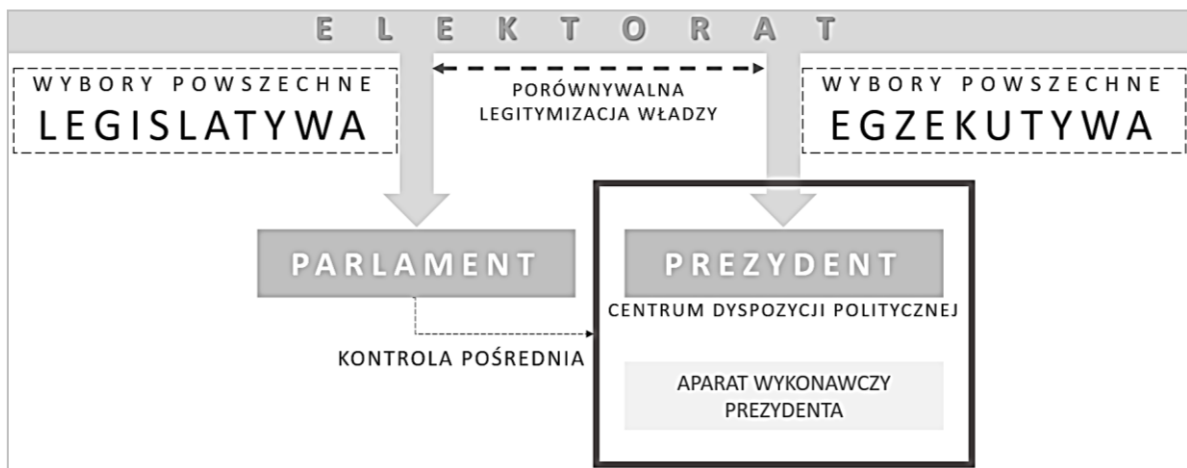 ELEKTORAT
WYBORY POWSZECHNE
LEGISLATYWA
PORÓWNYWALNA
LEGITYMIZACJA WŁADZY
WYBORY POWSZECHNE
EGZEKUTYWA
PARLAMENT
PREZYDENT
CENTRUM DYSPOZYCJI POLITYCZNEJ
KONTROLA POŚREDNIA
APARAT WYKONAWCZY
PREZYDENTA